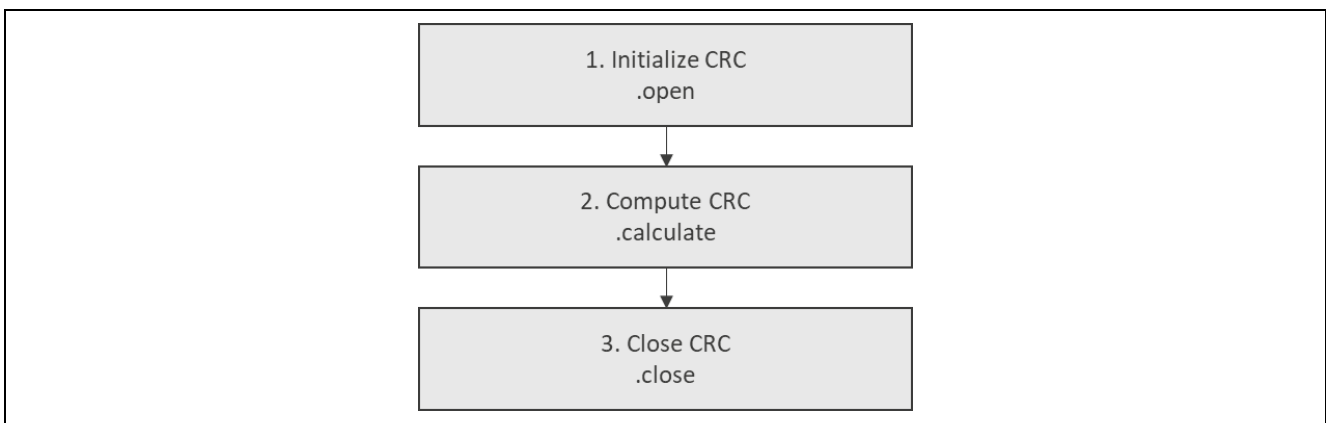 1. Initialize CRC
.open
2. Compute CRC
.calculate
3. Close CRC
.close